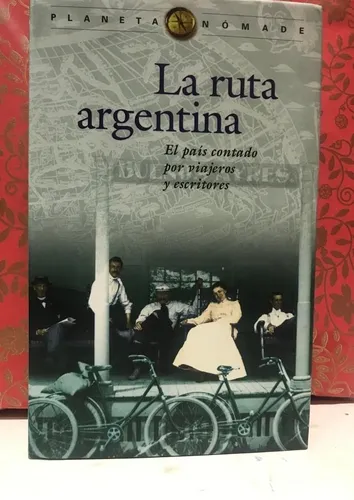 PLANETA NÓMADE
La ruta
argentina
El país contado
por viajeros
y escritores